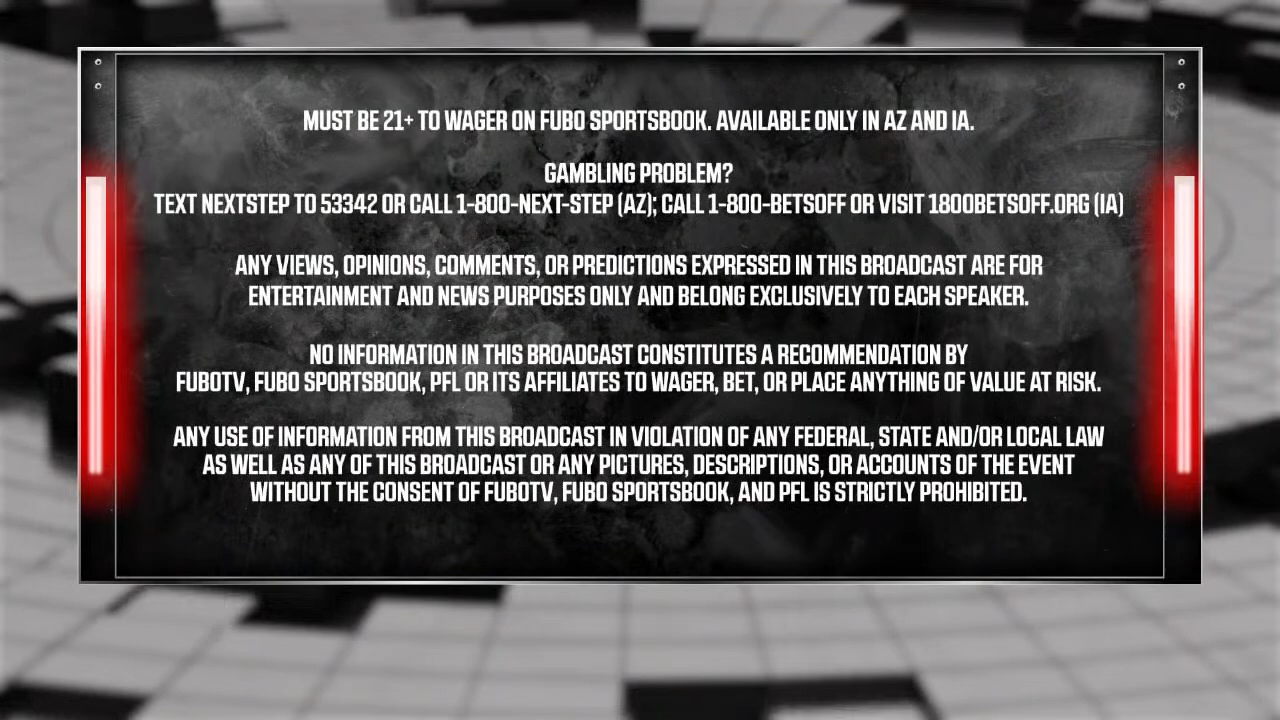 MUST BE 21+ TO WAGER ON FUBO SPORTSBOOK. AVAILABLE ONLY IN AZ AND IA.
GAMBLING PROBLEM?
TEXT NEXTSTEP TO 53342 OR CALL 1-800-NEXT-STEP (AZ); CALL 1-800-BETSOFF OR VISIT 1800BETSOFF.ORG (IA)
ANY VIEWS, OPINIONS, COMMENTS, OR PREDICTIONS EXPRESSED IN THIS BROADCAST ARE FOR
ENTERTAINMENT AND NEWS PURPOSES ONLY AND BELONG EXCLUSIVELY TO EACH SPEAKER.
NO INFORMATION IN THIS BROADCAST CONSTITUTES A RECOMMENDATION BY
FUBOTV, FUBO SPORTSBOOK, PFL OR ITS AFFILIATES TO WAGER, BET, OR PLACE ANYTHING OF VALUE AT RISK.
ANY USE OF INFORMATION FROM THIS BROADCAST IN VIOLATION OF ANY FEDERAL, STATE AND/OR LOCAL LAW
AS WELL AS ANY OF THIS BROADCAST OR ANY PICTURES, DESCRIPTIONS, OR ACCOUNTS OF THE EVENT
WITHOUT THE CONSENT OF FUBOTV, FUBO SPORTSBOOK, AND PFL IS STRICTLY PROHIBITED.